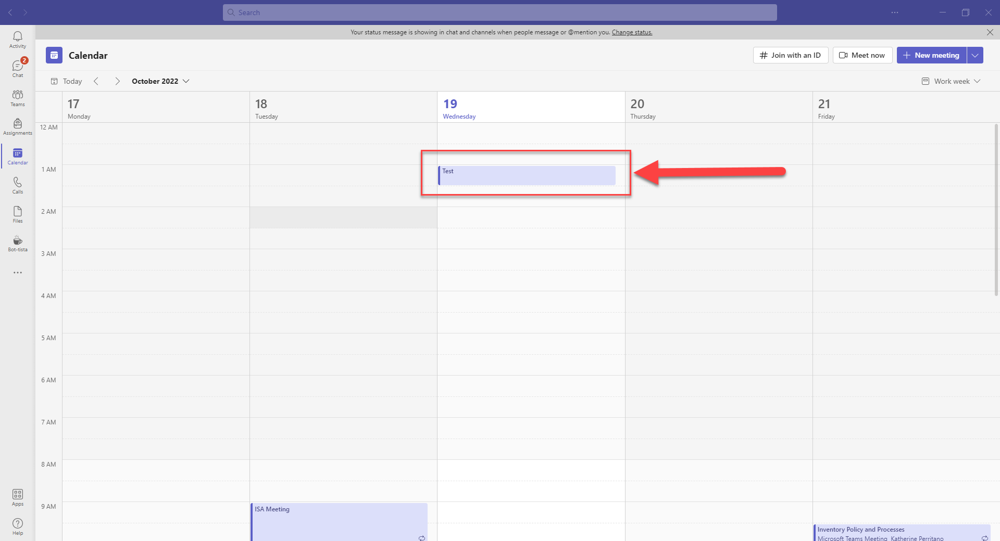 Search
Your status message is showing in chat and channels when people message or @mention you. Change status.
Activity
2
Chat
Teams
Assignments
Calendar
Calls
Files
Bot-tista
Apps
Help
Calendar
Join with an ID
Meet now
New meeting
Today
October 2022
Work week
17
Monday
18
Tuesday
19
Wednesday
20
Thursday
21
Friday
12 AM
1 AM
Test
2 AM
3 AM
4 AM
5 AM
6 AM
7 AM
8 AM
9 AM
ISA Meeting
Inventory Policy and Processes
Microsoft Teams Meeting Katherine Perritano